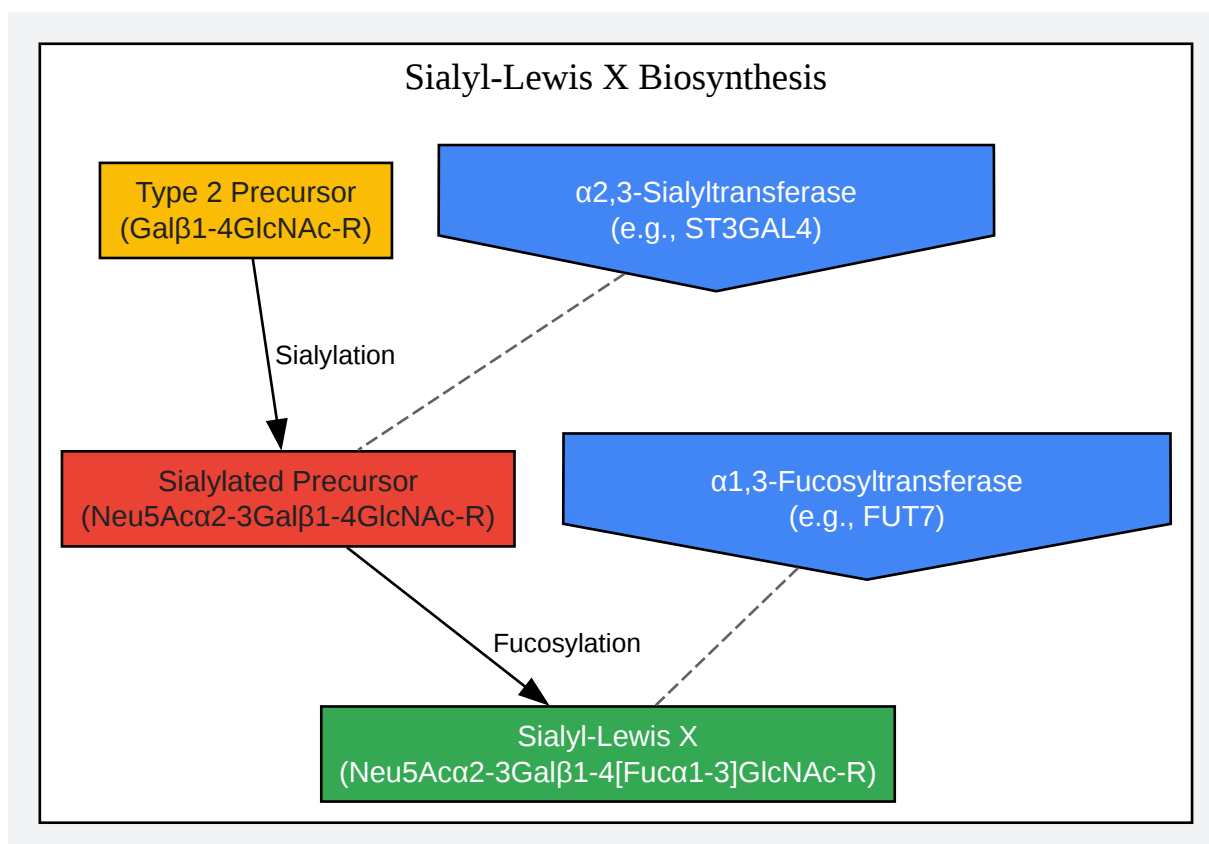 Sialyl-Lewis X Biosynthesis
Type 2 Precursor
(Galβ1-4GlcNAc-R)
α2,3-Sialyltransferase
(e.g., ST3GAL4)
Sialylation
Sialylated Precursor
(Neu5Acα2-3Galβ1-4GlcNAc-R)
α1,3-Fucosyltransferase
(e.g., FUT7)
Fucosylation
Sialyl-Lewis X
(Neu5Acα2-3Galβ1-4[Fucα1-3]GlcNAc-R)